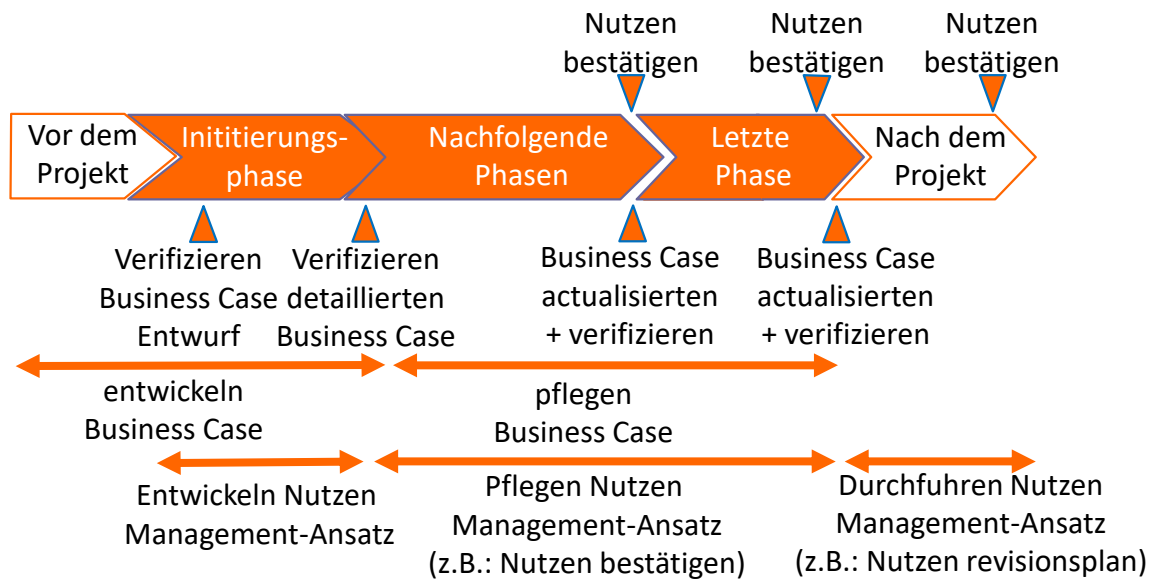 Nutzen
bestätigen
Nutzen
bestätigen
Nutzen
bestätigen
Vor dem
Projekt
Inititierungs-
phase
Nachfolgende
Phasen
Letzte
Phase
Nach dem
Projekt
Verifizieren
Business Case
Entwurf
Verifizieren
detaillierten
Business Case
Business Case
actualisierten
+ verifizieren
Business Case
actualisierten
+ verifizieren
entwickeln
Business Case
pflegen
Business Case
Entwickeln Nutzen
Management-Ansatz
Pflegen Nutzen
Management-Ansatz
(z.B.: Nutzen bestätigen)
Durchfuhren Nutzen
Management-Ansatz
(z.B.: Nutzen revisionsplan)